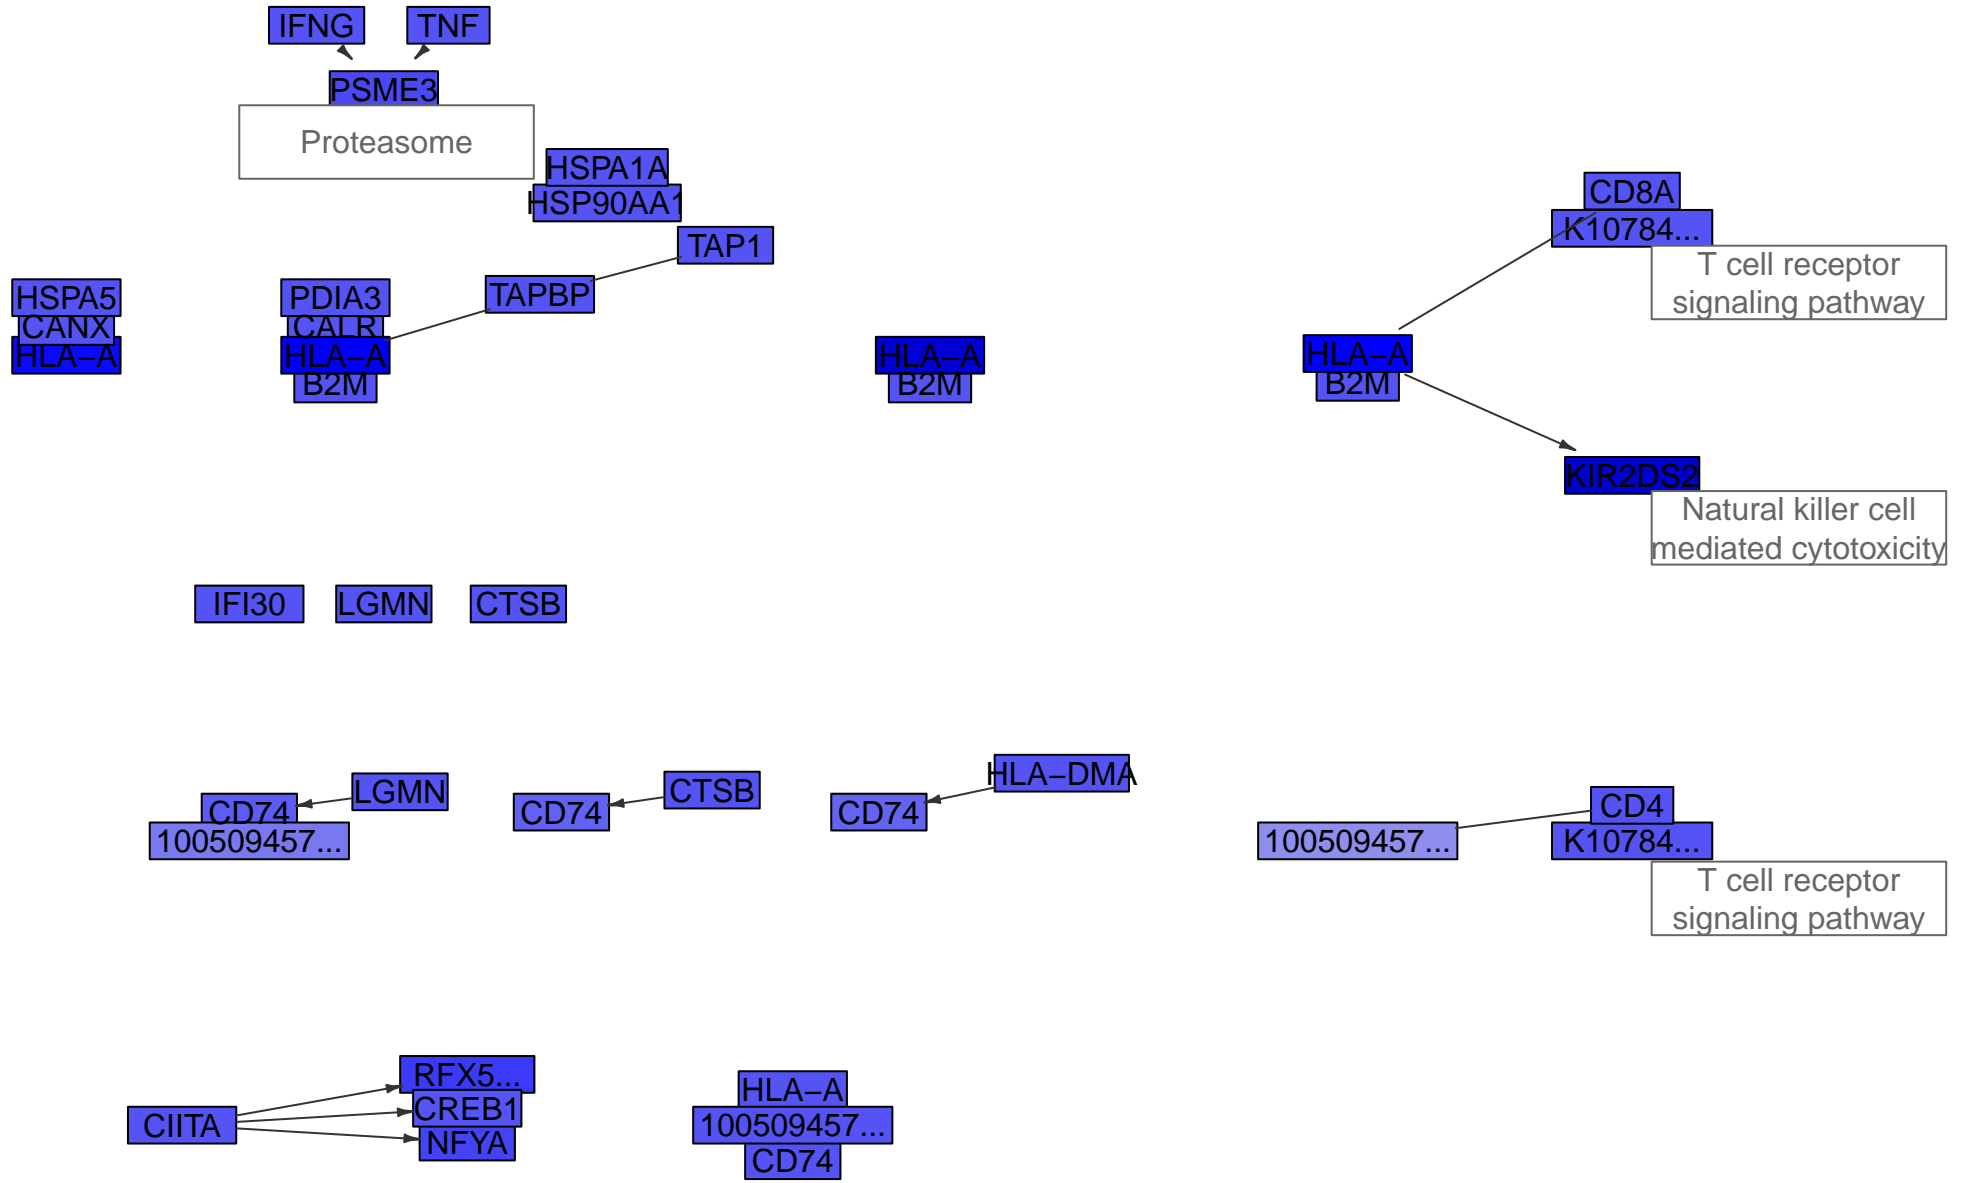 IFNG
TNF
PSME3
Proteasome
HSPA1A
HSP90AA1
TAP1
CD8A
K10784...
T cell receptor
signaling pathway
HSPA5
CANX
HLA−A
PDIA3
CALR
HLA−A
B2M
TAPBP
HLA−A
B2M
HLA−A
B2M
KIR2DS2
Natural killer cell
mediated cytotoxicity
IFI30
LGMN
CTSB
CD74
100509457...
LGMN
CD74
CTSB
CD74
HLA−DMA
100509457...
CD4
K10784...
T cell receptor
signaling pathway
CIITA
RFX5...
CREB1
NFYA
HLA−A
100509457...
CD74